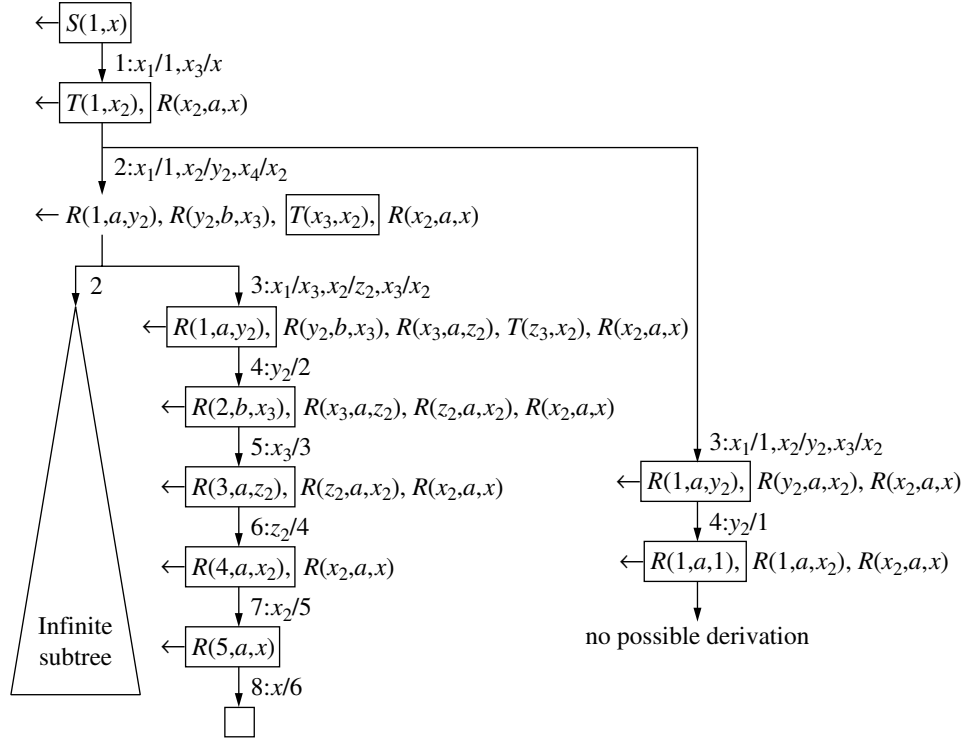 ← S(1,x)
1:x₁/1,x₃/x
← T(1,x₂), R(x₂,a,x)
2:x₁/1,x₂/y₂,x₄/x₂
← R(1,a,y₂), R(y₂,b,x₃), T(x₃,x₂), R(x₂,a,x)
2
3:x₁/x₃,x₂/z₂,x₃/x₂
← R(1,a,y₂), R(y₂,b,x₃), R(x₃,a,z₂), T(z₃,x₂), R(x₂,a,x)
4:y₂/2
← R(2,b,x₃), R(x₃,a,z₂), R(z₂,a,x₂), R(x₂,a,x)
5:x₃/3
← R(3,a,z₂), R(z₂,a,x₂), R(x₂,a,x)
6:z₂/4
← R(4,a,x₂), R(x₂,a,x)
7:x₂/5
← R(5,a,x)
8:x/6
Infinite
subtree
3:x₁/1,x₂/y₂,x₃/x₂
← R(1,a,y₂), R(y₂,a,x₂), R(x₂,a,x)
4:y₂/1
← R(1,a,1), R(1,a,x₂), R(x₂,a,x)
no possible derivation